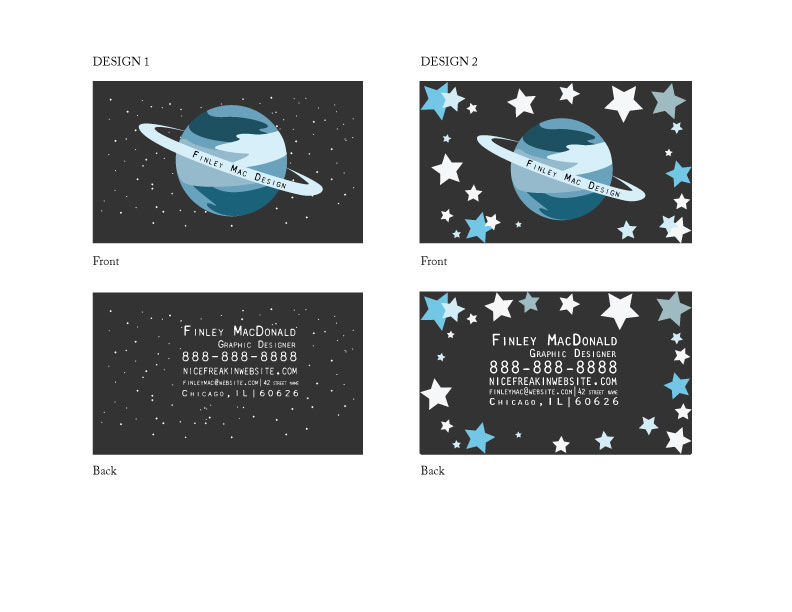 DESIGN 1
Finley Mac Design
Front
Finley MacDonald
Graphic Designer
888-888-8888
nicefreakinwebsite.com
finleymac@website.com|42 street name
Chicago, IL|60626
Back
DESIGN 2
Finley Mac Design
Front
Finley MacDonald
Graphic Designer
888-888-8888
nicefreakinwebsite.com
finleymac@website.com|42 street name
Chicago, IL|60626
Back